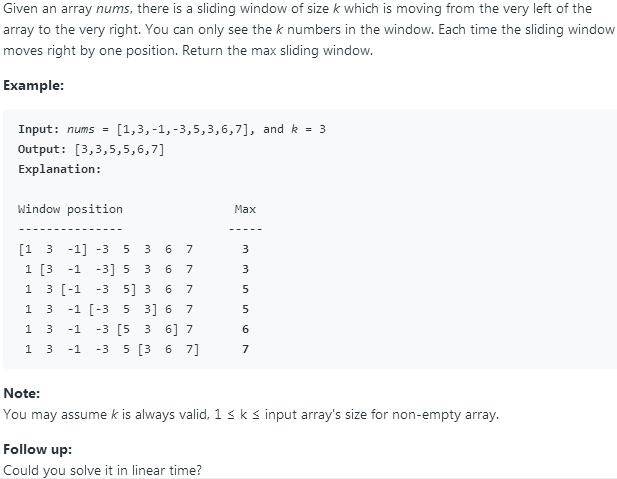 Given an array nums, there is a sliding window of size k which is moving from the very left of the
array to the very right. You can only see the k numbers in the window. Each time the sliding window
moves right by one position. Return the max sliding window.
Example:
Input: nums = [1,3,-1,-3,5,3,6,7], and k = 3
Output: [3,3,5,5,6,7]
Explanation:
Window position                Max
---------------               -----
[1  3  -1] -3  5  3  6  7       3
 1 [3  -1  -3] 5  3  6  7       3
 1  3 [-1  -3  5] 3  6  7       5
 1  3  -1 [-3  5  3] 6  7       5
 1  3  -1  -3 [5  3  6] 7       6
 1  3  -1  -3  5 [3  6  7]      7
Note:
You may assume k is always valid, 1 ≤ k ≤ input array's size for non-empty array.
Follow up:
Could you solve it in linear time?